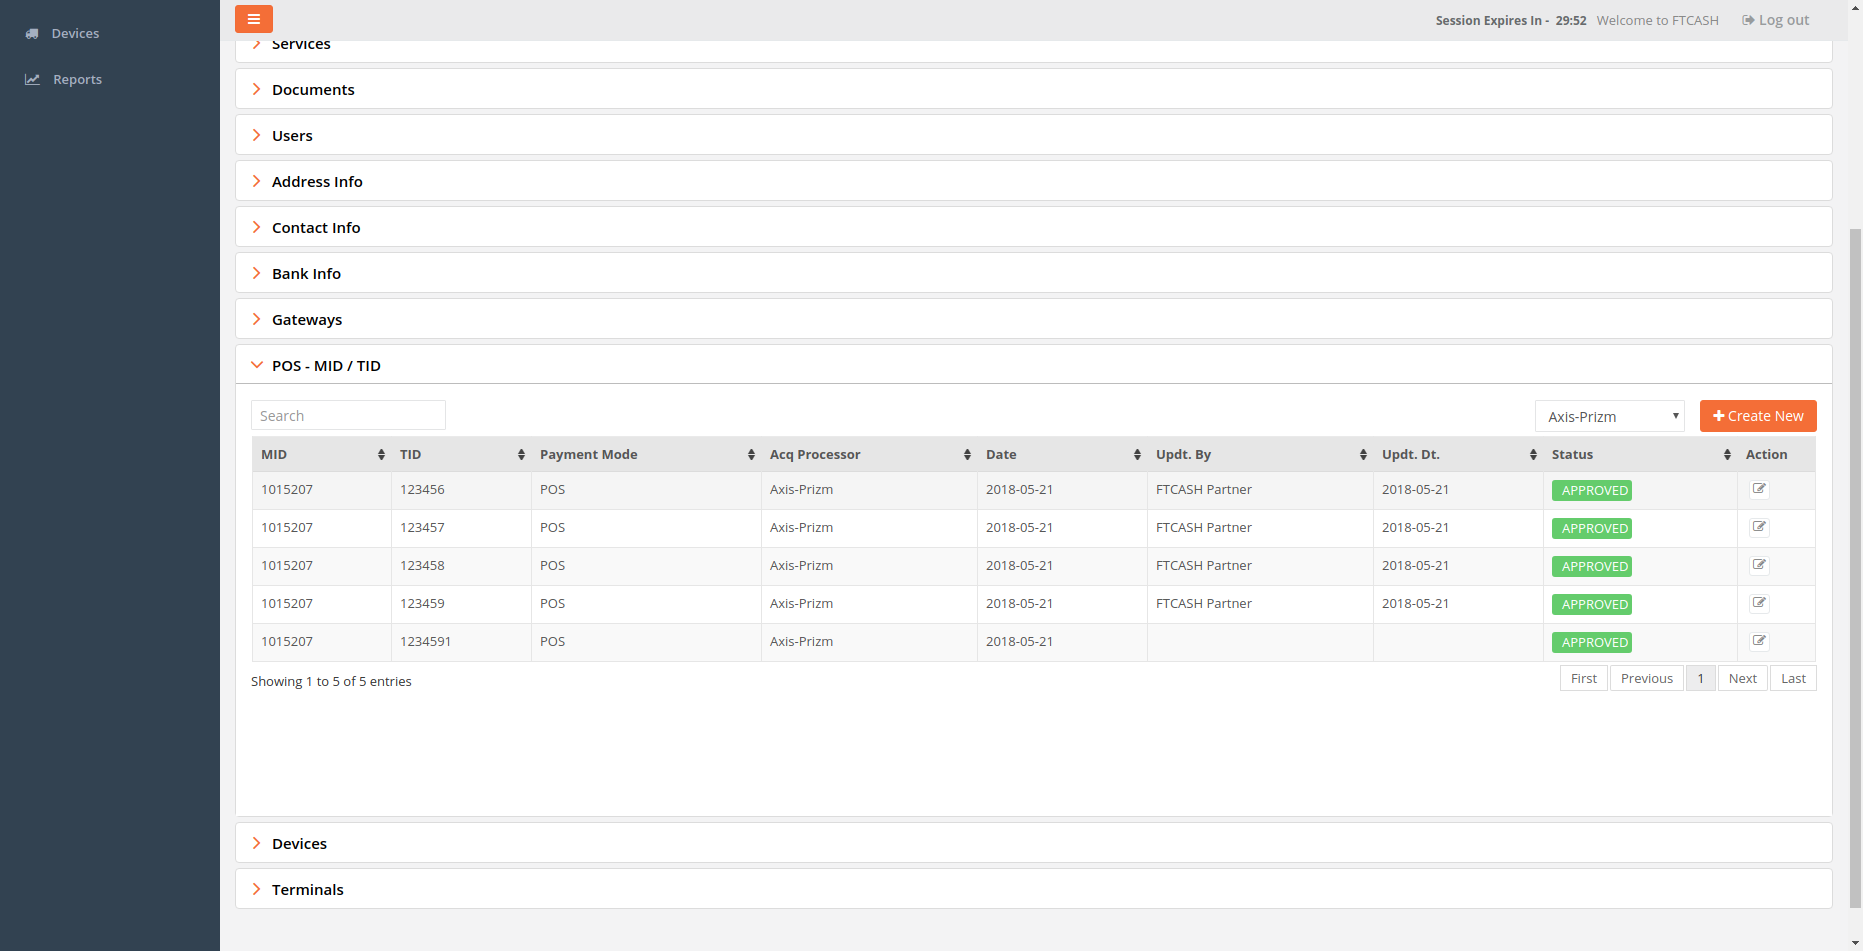 Devices
Reports
Session Expires In - 29:52 Welcome to FTCASH Log out
Services
Documents
Users
Address Info
Contact Info
Bank Info
Gateways
POS - MID / TID
Search Axis-Prizm Create New
MID TID Payment Mode Acq Processor Date Updt. By Updt. Dt. Status Action
1015207 123456 POS Axis-Prizm 2018-05-21 FTCASH Partner 2018-05-21 APPROVED
1015207 123457 POS Axis-Prizm 2018-05-21 FTCASH Partner 2018-05-21 APPROVED
1015207 123458 POS Axis-Prizm 2018-05-21 FTCASH Partner 2018-05-21 APPROVED
1015207 123459 POS Axis-Prizm 2018-05-21 FTCASH Partner 2018-05-21 APPROVED
1015207 1234591 POS Axis-Prizm 2018-05-21 APPROVED
Showing 1 to 5 of 5 entries First Previous 1 Next Last
Devices
Terminals